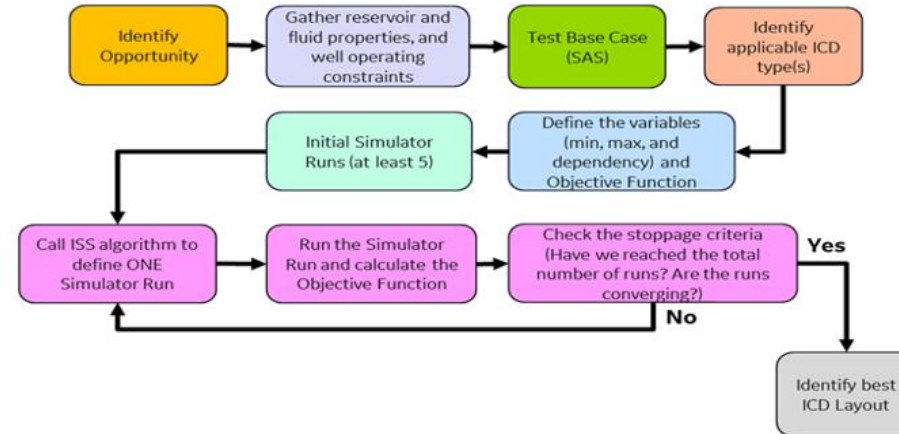 Identify
Opportunity
Gather reservoir and
fluid properties, and
well operating
constraints
Test Base Case
(SAS)
Identify
applicable ICD
type(s)
Initial Simulator
Runs (at least 5)
Define the variables
(min, max, and
dependency) and
Objective Function
Call ISS algorithm to
define ONE
Simulator Run
Run the Simulator
Run and calculate the
Objective Function
Check the stoppage criteria
(Have we reached the total
number of runs? Are the runs
converging?)
Yes
No
Identify best
ICD Layout